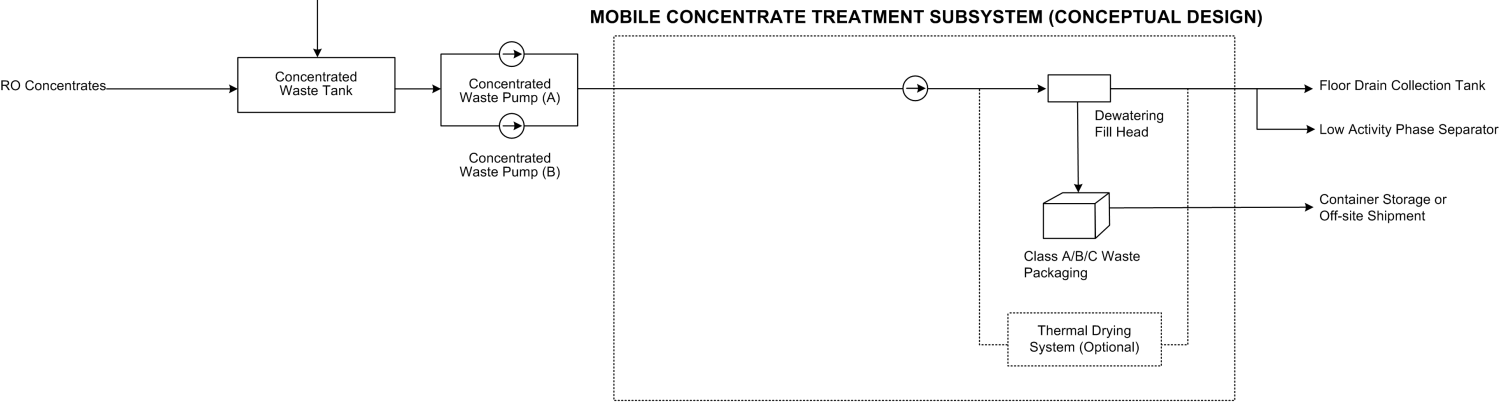 MOBILE CONCENTRATE TREATMENT SUBSYSTEM (CONCEPTUAL DESIGN)
RO Concentrates
Concentrated
Waste Tank
Concentrated
Waste Pump (A)
Concentrated
Waste Pump (B)
Dewatering
Fill Head
Class A/B/C Waste
Packaging
Thermal Drying
System (Optional)
Floor Drain Collection Tank
Low Activity Phase Separator
Container Storage or
Off-site Shipment